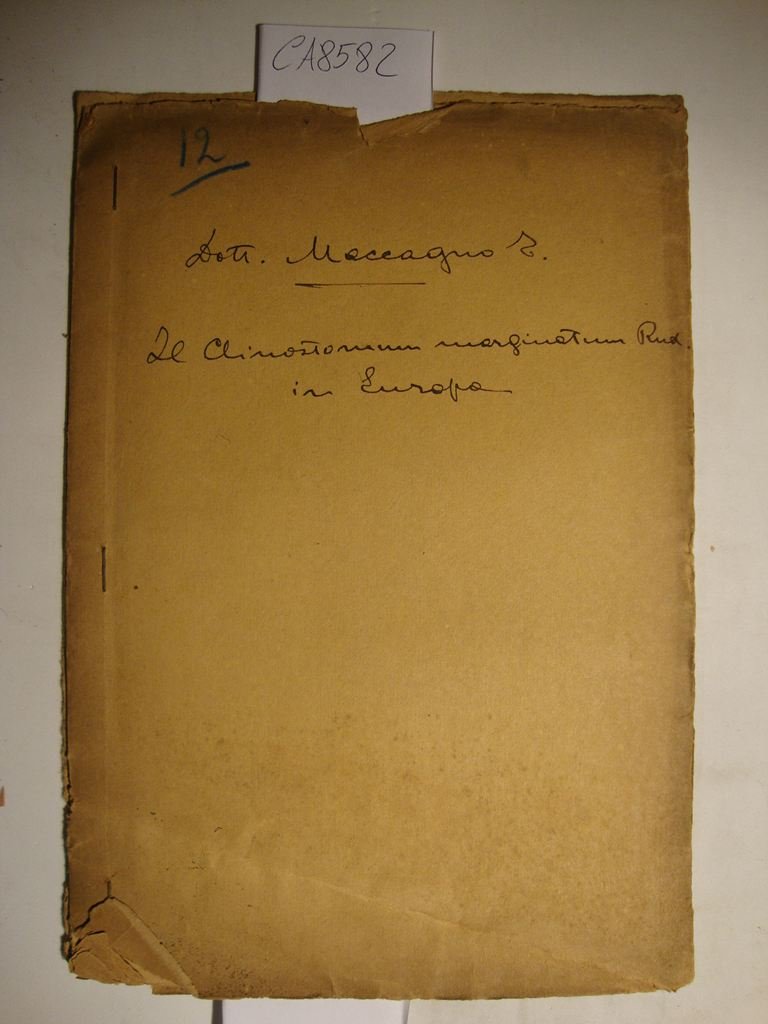 CA8582
12
Dott. Maccagno T.
Il Clinostomum marginatum Rud.
in Europa